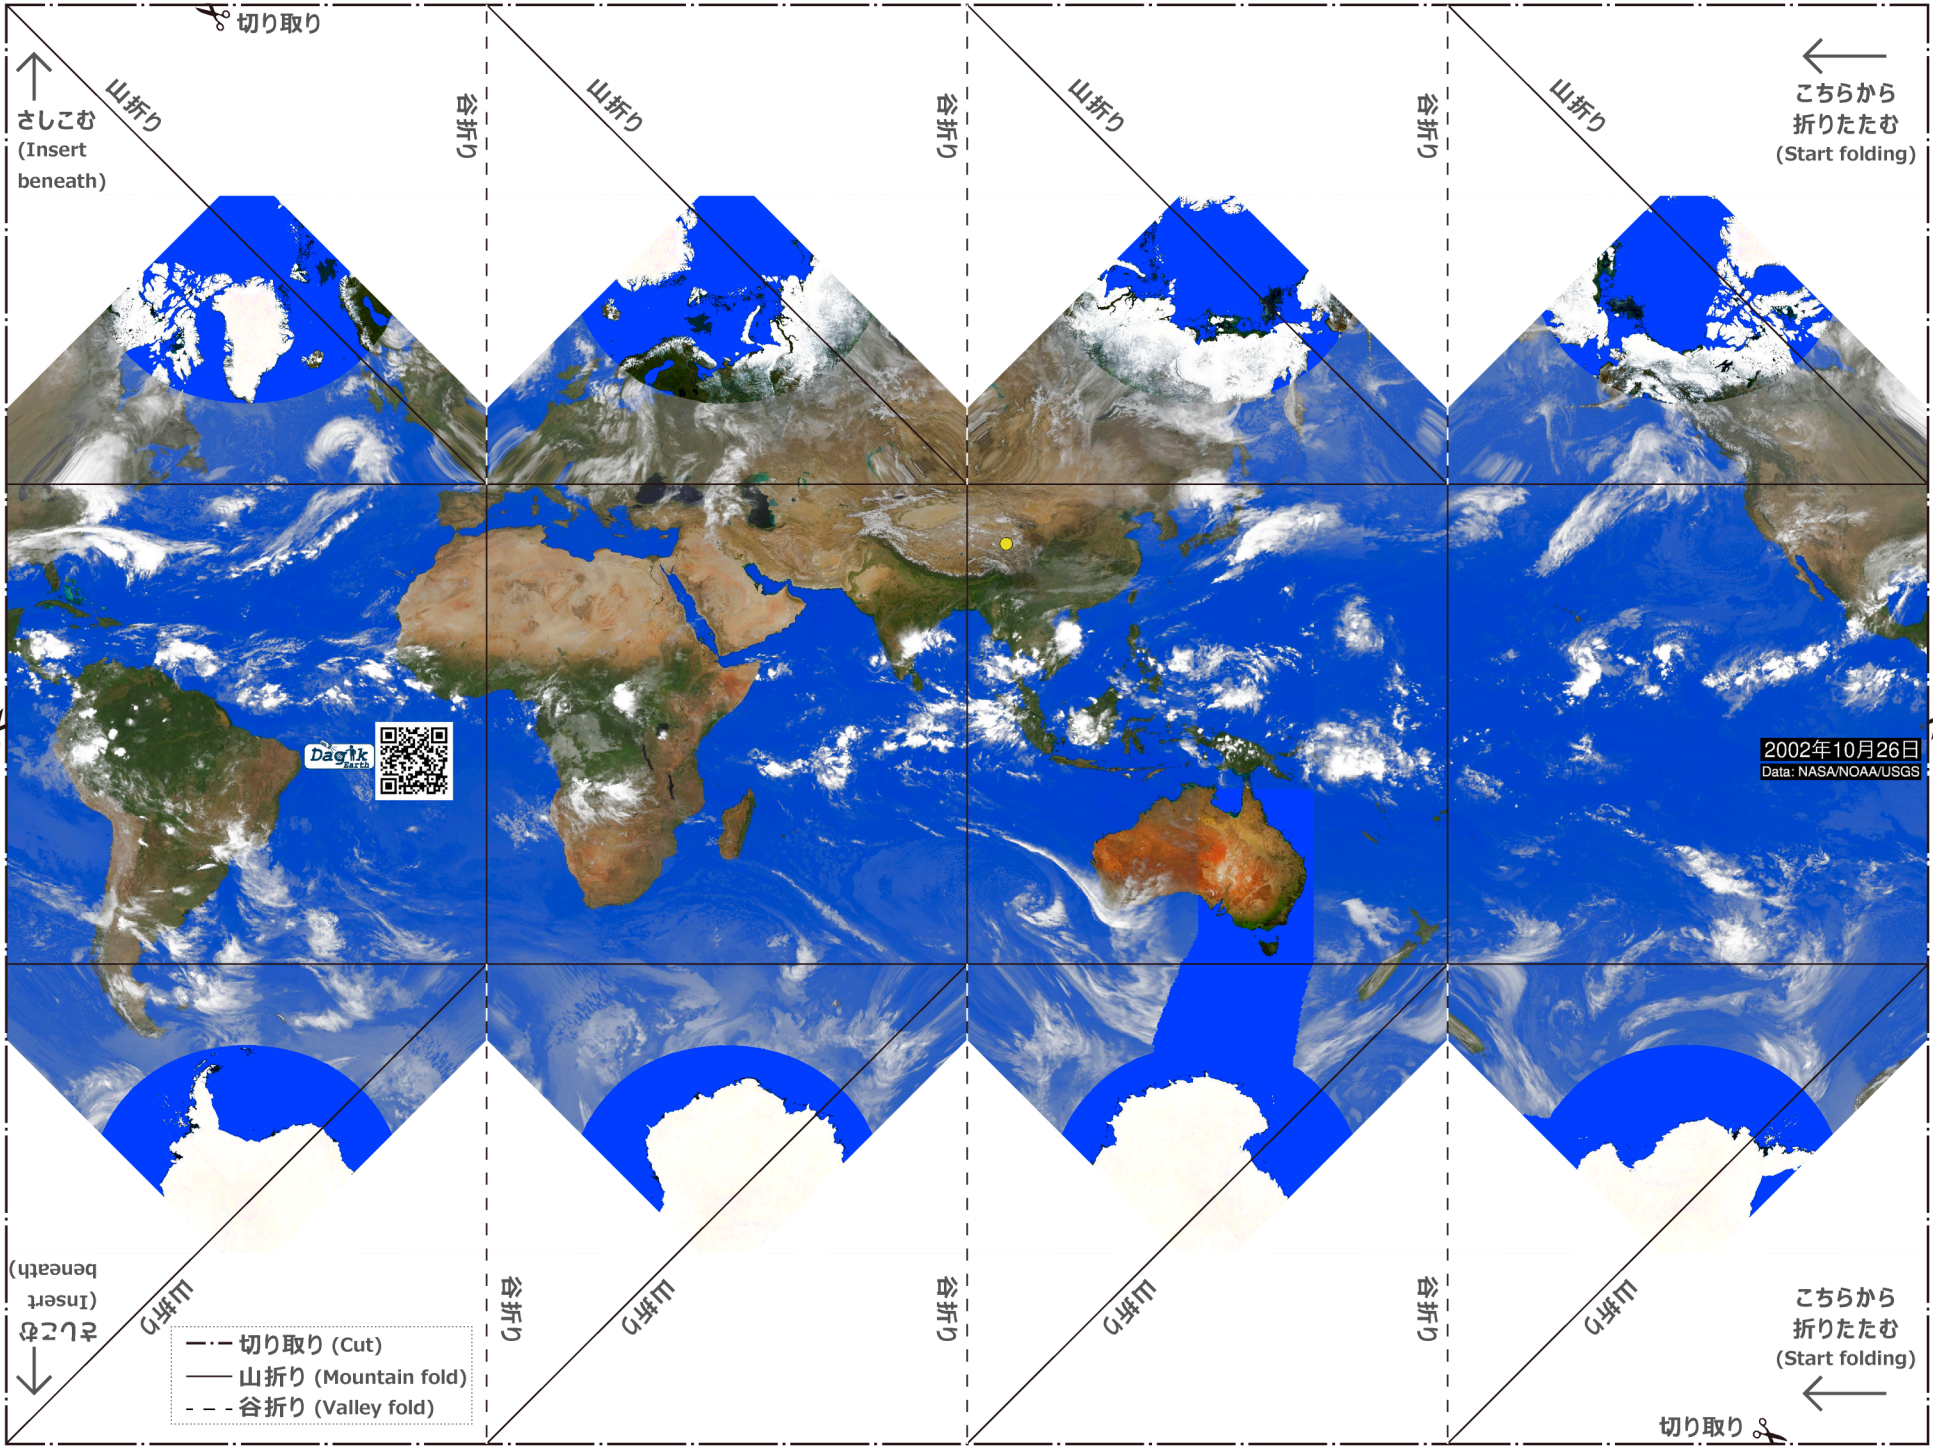 切り取り
山折り
谷折り
山折り
谷折り
山折り
谷折り
山折り
さしこむ
(Insert
beneath)
こちらから
折りたたむ
(Start folding)
Dagik
Earth
2002年10月26日
Data: NASA/NOAA/USGS
さしこむ
(Insert
beneath)
山折り
谷折り
山折り
谷折り
山折り
谷折り
山折り
切り取り (Cut)
山折り (Mountain fold)
谷折り (Valley fold)
こちらから
折りたたむ
(Start folding)
切り取り